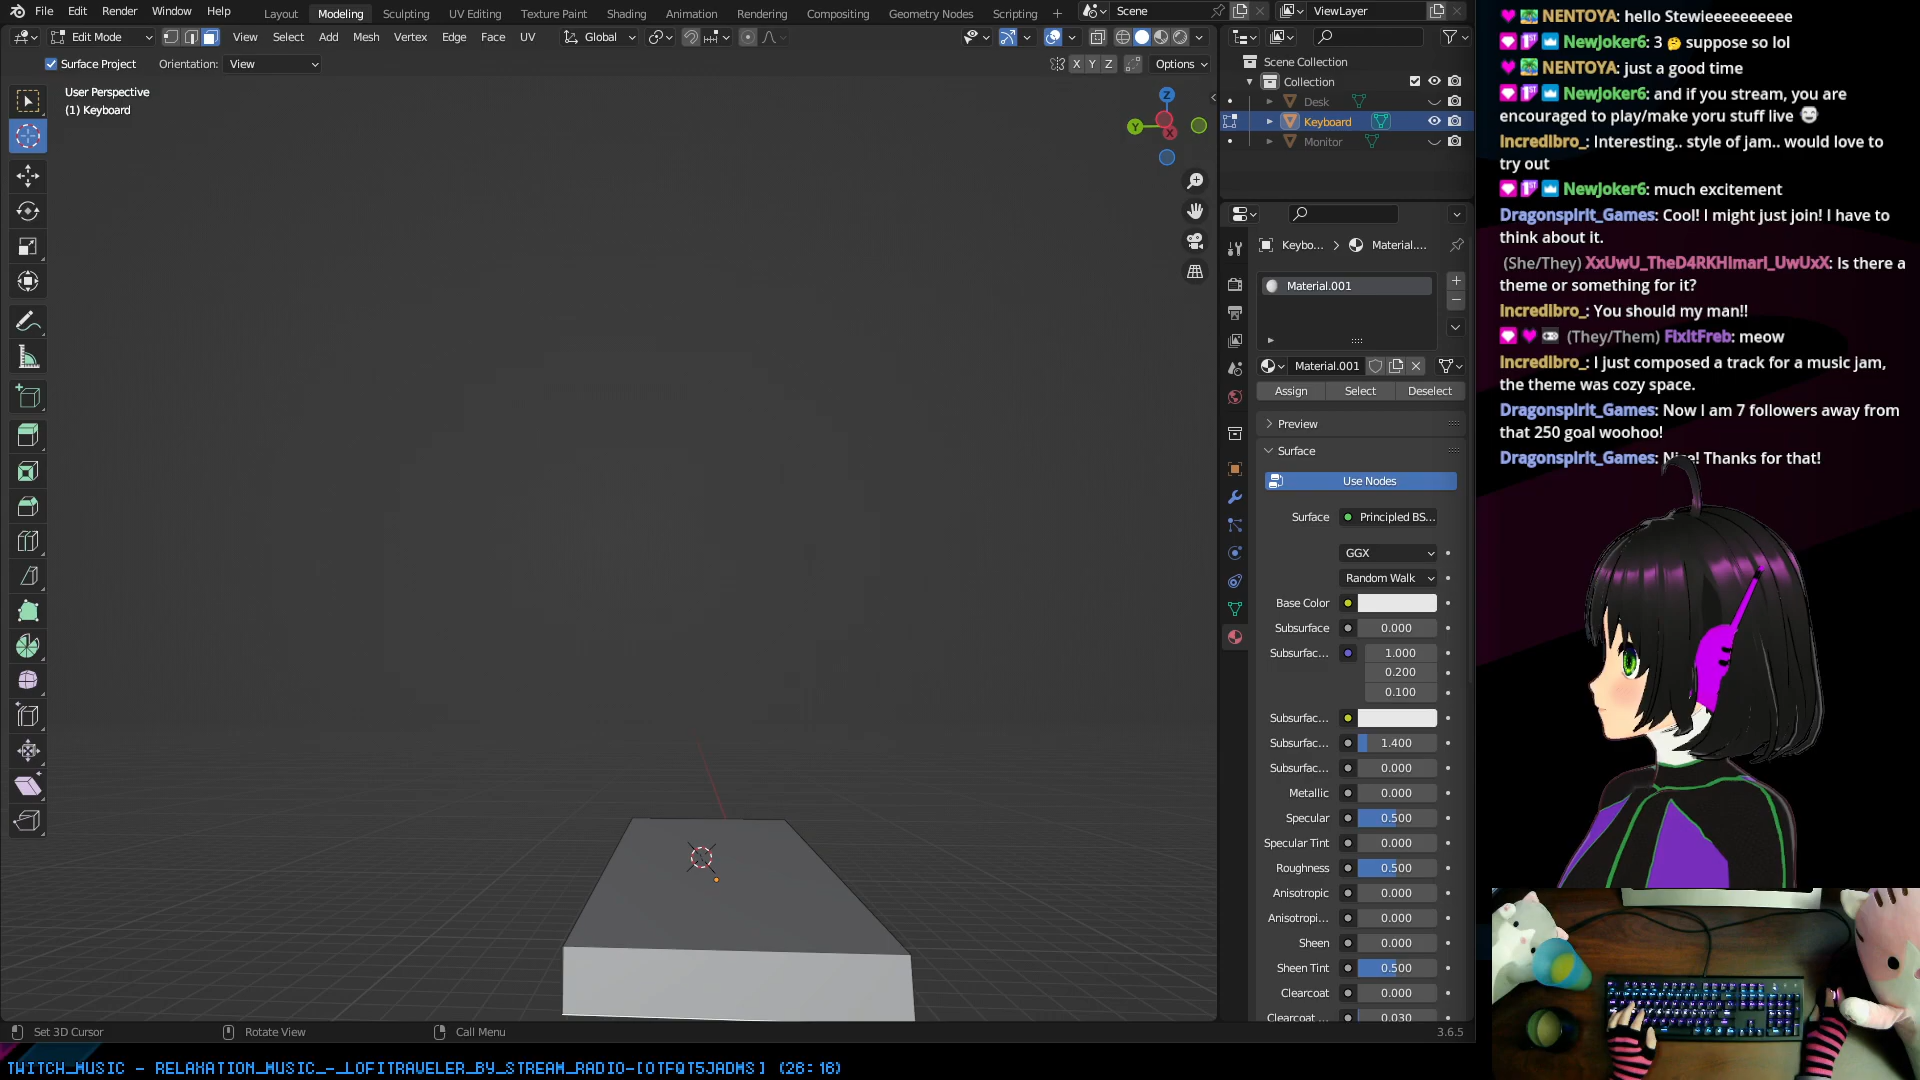 File Edit Render Window Help Layout Modeling Sculpting UV Editing Texture Paint Shading Animation Rendering Compositing Geometry Nodes Scripting + Scene ViewLayer
Edit Mode View Select Add Mesh Vertex Edge Face UV Global
Surface Project Orientation: View X Y Z Options
User Perspective
(1) Keyboard
Z
Y
X
Scene Collection
Collection
Desk
Keyboard
Monitor
Keybo... > Material....
Material.001
Material.001
Assign Select Deselect
Preview
Surface
Use Nodes
Surface Principled BS...
GGX
Random Walk
Base Color
Subsurface 0.000
Subsurfac... 1.000
0.200
0.100
Subsurfac...
Subsurfac... 1.400
Subsurfac... 0.000
Metallic 0.000
Specular 0.500
Specular Tint 0.000
Roughness 0.500
Anisotropic 0.000
Anisotropi... 0.000
Sheen 0.000
Sheen Tint 0.500
Clearcoat 0.000
Clearcoat ... 0.030
Set 3D Cursor Rotate View Call Menu 3.6.5
NENTOYA: hello Stewieeeeeeeeee
NewJoker6: 3 🤔 suppose so lol
NENTOYA: just a good time
NewJoker6: and if you stream, you are
encouraged to play/make yoru stuff live
IncredIbro_: Interesting.. style of jam.. would love to
try out
NewJoker6: much excitement
Dragonspirit_Games: Cool! I might just join! I have to
think about it.
(She/They) XxUwU_TheD4RKHImarI_UwUxX: Is there a
theme or something for it?
IncredIbro_: You should my man!!
(They/Them) FIxItFreb: meow
IncredIbro_: I just composed a track for a music jam,
the theme was cozy space.
Dragonspirit_Games: Now I am 7 followers away from
that 250 goal woohoo!
Dragonspirit_Games: Nice! Thanks for that!
TWITCH_MUSIC - RELAXATION_MUSIC_-_LOFITRAVELER_BY_STREAM_RADIO-[OTFQT5JADMS] (26:16)